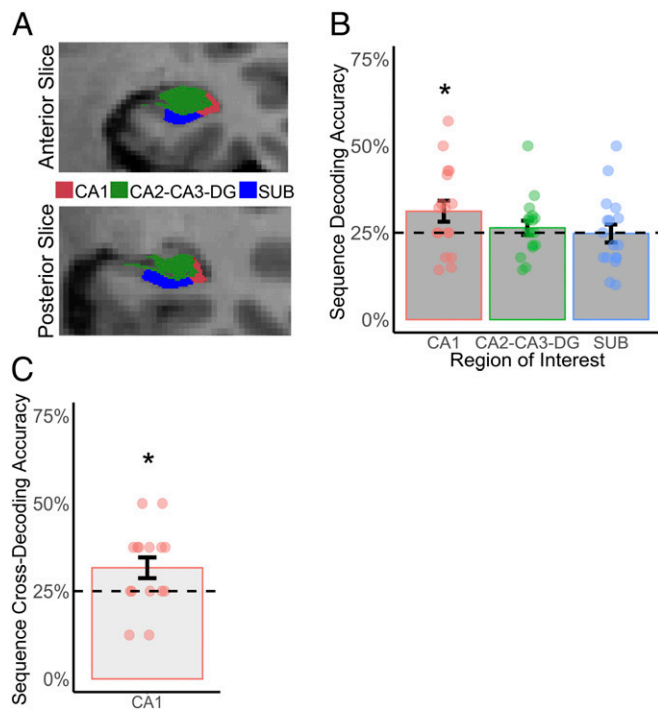 A
Anterior Slice
CA1 CA2-CA3-DG SUB
Posterior Slice
B
Sequence Decoding Accuracy
75%
*
50%
25%
0%
CA1 CA2-CA3-DG SUB
Region of Interest
C
Sequence Cross-Decoding Accuracy
75%
*
50%
25%
0%
CA1